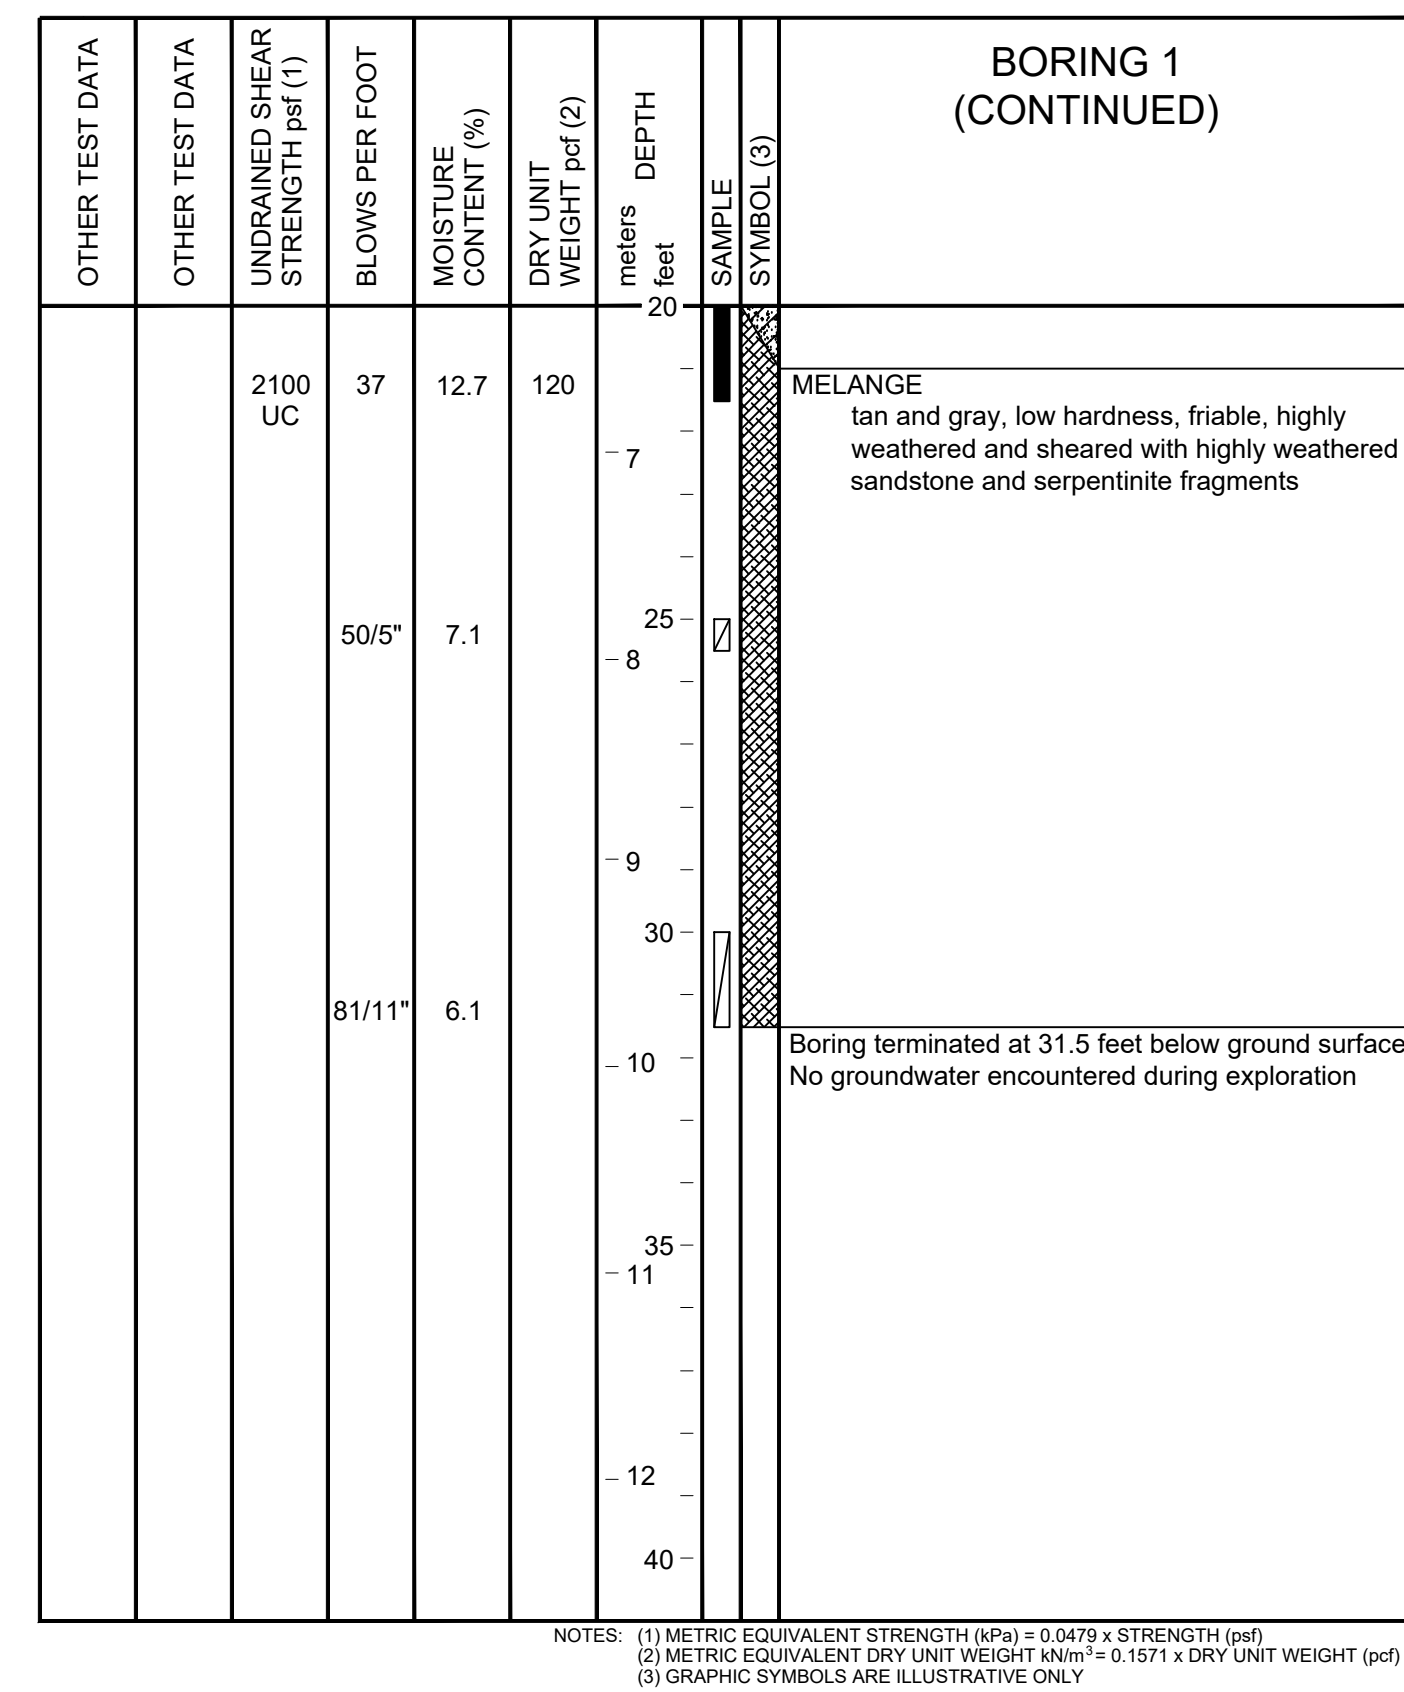 OTHER TEST DATA
OTHER TEST DATA
UNDRAINED SHEAR
STRENGTH psf (1)
BLOWS PER FOOT
MOISTURE
CONTENT (%)
DRY UNIT
WEIGHT pcf (2)
DEPTH
meters
feet
SAMPLE
SYMBOL (3)
BORING 1
(CONTINUED)
20
2100 37 12.7 120
UC
MELANGE
tan and gray, low hardness, friable, highly
weathered and sheared with highly weathered
sandstone and serpentinite fragments
7
25
50/5" 7.1
8
9
30
81/11" 6.1
Boring terminated at 31.5 feet below ground surface
No groundwater encountered during exploration
10
35
11
12
40
NOTES: (1) METRIC EQUIVALENT STRENGTH (kPa) = 0.0479 x STRENGTH (psf)
(2) METRIC EQUIVALENT DRY UNIT WEIGHT kN/m³ = 0.1571 x DRY UNIT WEIGHT (pcf)
(3) GRAPHIC SYMBOLS ARE ILLUSTRATIVE ONLY